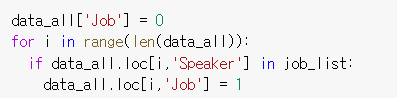 data_all['Job'] = 0
for i in range(len(data_all)):
  if data_all.loc[i,'Speaker'] in job_list:
    data_all.loc[i,'Job'] = 1